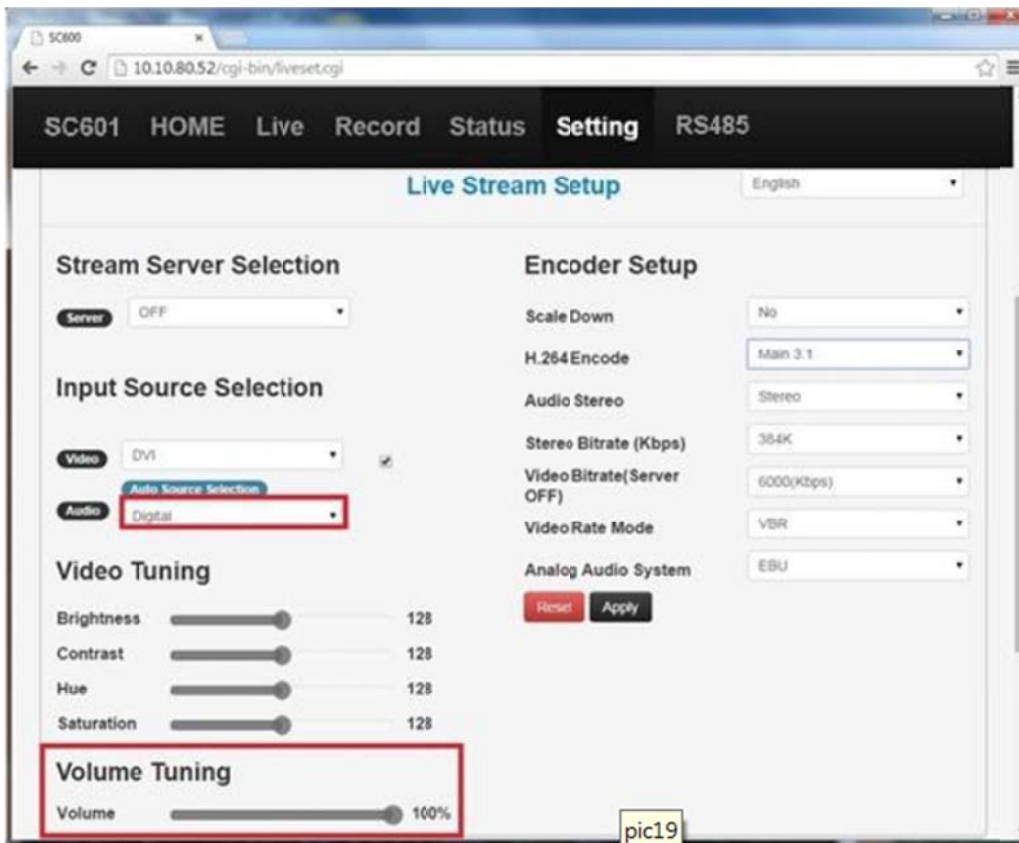 SC600
10.10.80.52/cgi-bin/liveset.cgi
SC601 HOME Live Record Status Setting RS485
Live Stream Setup
English
Stream Server Selection
Server OFF
Input Source Selection
Video DVI
Auto Source Selection
Audio Digital
Video Tuning
Brightness 128
Contrast 128
Hue 128
Saturation 128
Volume Tuning
Volume 100%
Encoder Setup
Scale Down No
H.264 Encode Main 3.1
Audio Stereo Stereo
Stereo Bitrate (Kbps) 384K
Video Bitrate(Server
OFF) 6000(Kbps)
Video Rate Mode VBR
Analog Audio System EBU
Reset Apply
pic19